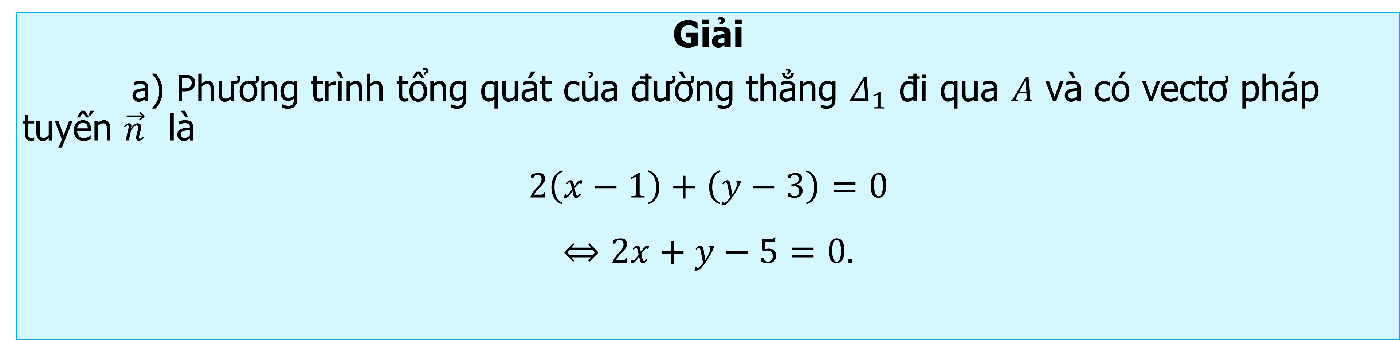 Giải
a) Phương trình tổng quát của đường thẳng Δ₁ đi qua A và có vectơ pháp
tuyến n⃗ là
2(x − 1) + (y − 3) = 0
⇔ 2x + y − 5 = 0.